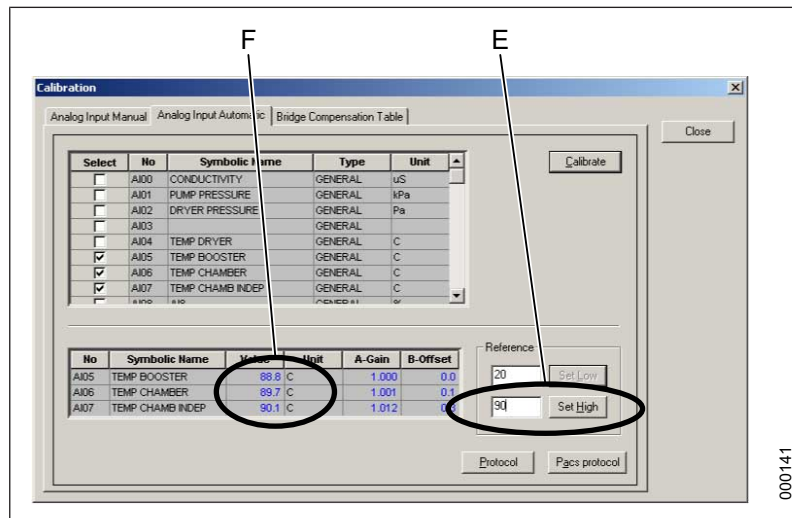 F E
Calibration
Analog Input Manual Analog Input Automatic Bridge Compensation Table
Close
Select No Symbolic Name Type Unit
Calibrate
AI00 CONDUCTIVITY GENERAL uS
AI01 PUMP PRESSURE GENERAL kPa
AI02 DRYER PRESSURE GENERAL Pa
AI03 GENERAL
AI04 TEMP DRYER GENERAL C
AI05 TEMP BOOSTER GENERAL C
AI06 TEMP CHAMBER GENERAL C
AI07 TEMP CHAMB INDEP GENERAL C
AI08 AI8 GENERAL %
Reference
No Symbolic Name Value Unit A-Gain B-Offset
AI05 TEMP BOOSTER 88.8 C 1.000 0.0
20 Set Low
AI06 TEMP CHAMBER 89.7 C 1.001 0.1
AI07 TEMP CHAMB INDEP 90.1 C 1.012
90 Set High
Protocol Pacs protocol
000141